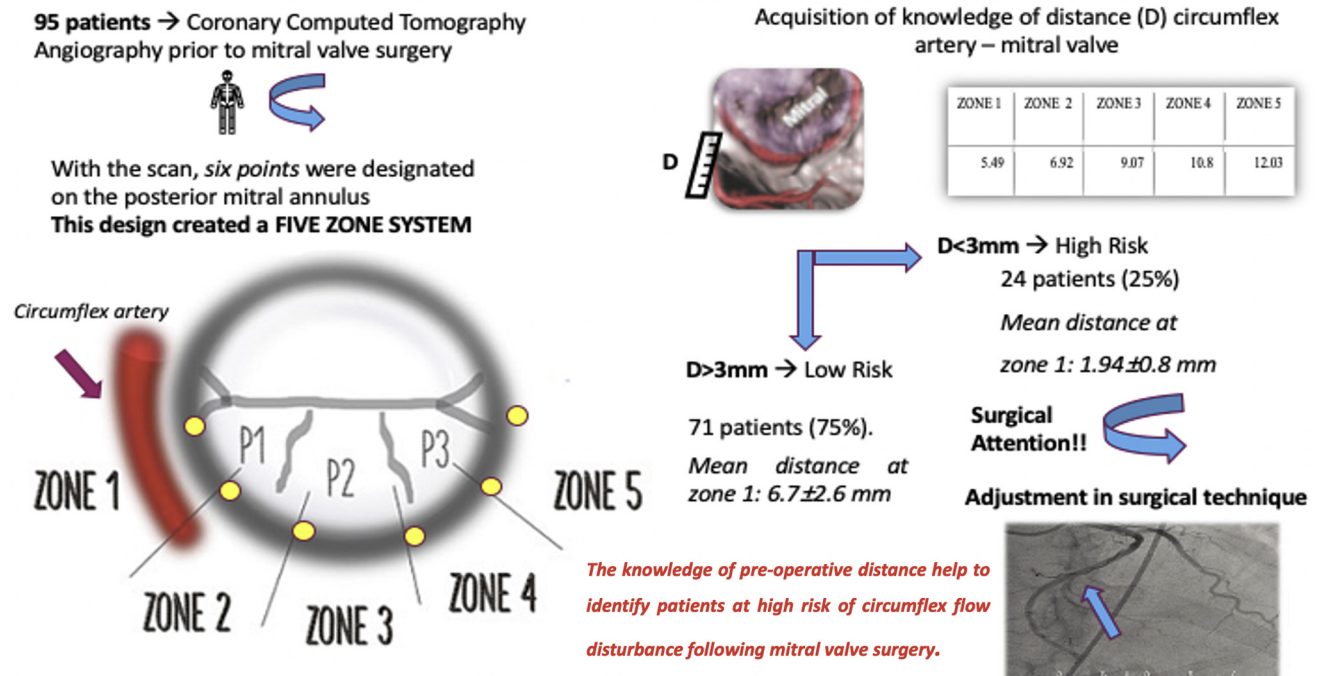 95 patients → Coronary Computed Tomography
Angiography prior to mitral valve surgery
With the scan, six points were designated
on the posterior mitral annulus
This design created a FIVE ZONE SYSTEM
Circumflex artery
P1
P2
P3
ZONE 1
ZONE 2
ZONE 3
ZONE 4
ZONE 5
Acquisition of knowledge of distance (D) circumflex
artery – mitral valve
Mitral
D
ZONE 1 ZONE 2 ZONE 3 ZONE 4 ZONE 5
5.49 6.92 9.07 10.8 12.03
D<3mm → High Risk
24 patients (25%)
Mean distance at
zone 1: 1.94±0.8 mm
D>3mm → Low Risk
71 patients (75%).
Mean distance at
zone 1: 6.7±2.6 mm
Surgical
Attention!!
Adjustment in surgical technique
The knowledge of pre-operative distance help to
identify patients at high risk of circumflex flow
disturbance following mitral valve surgery.